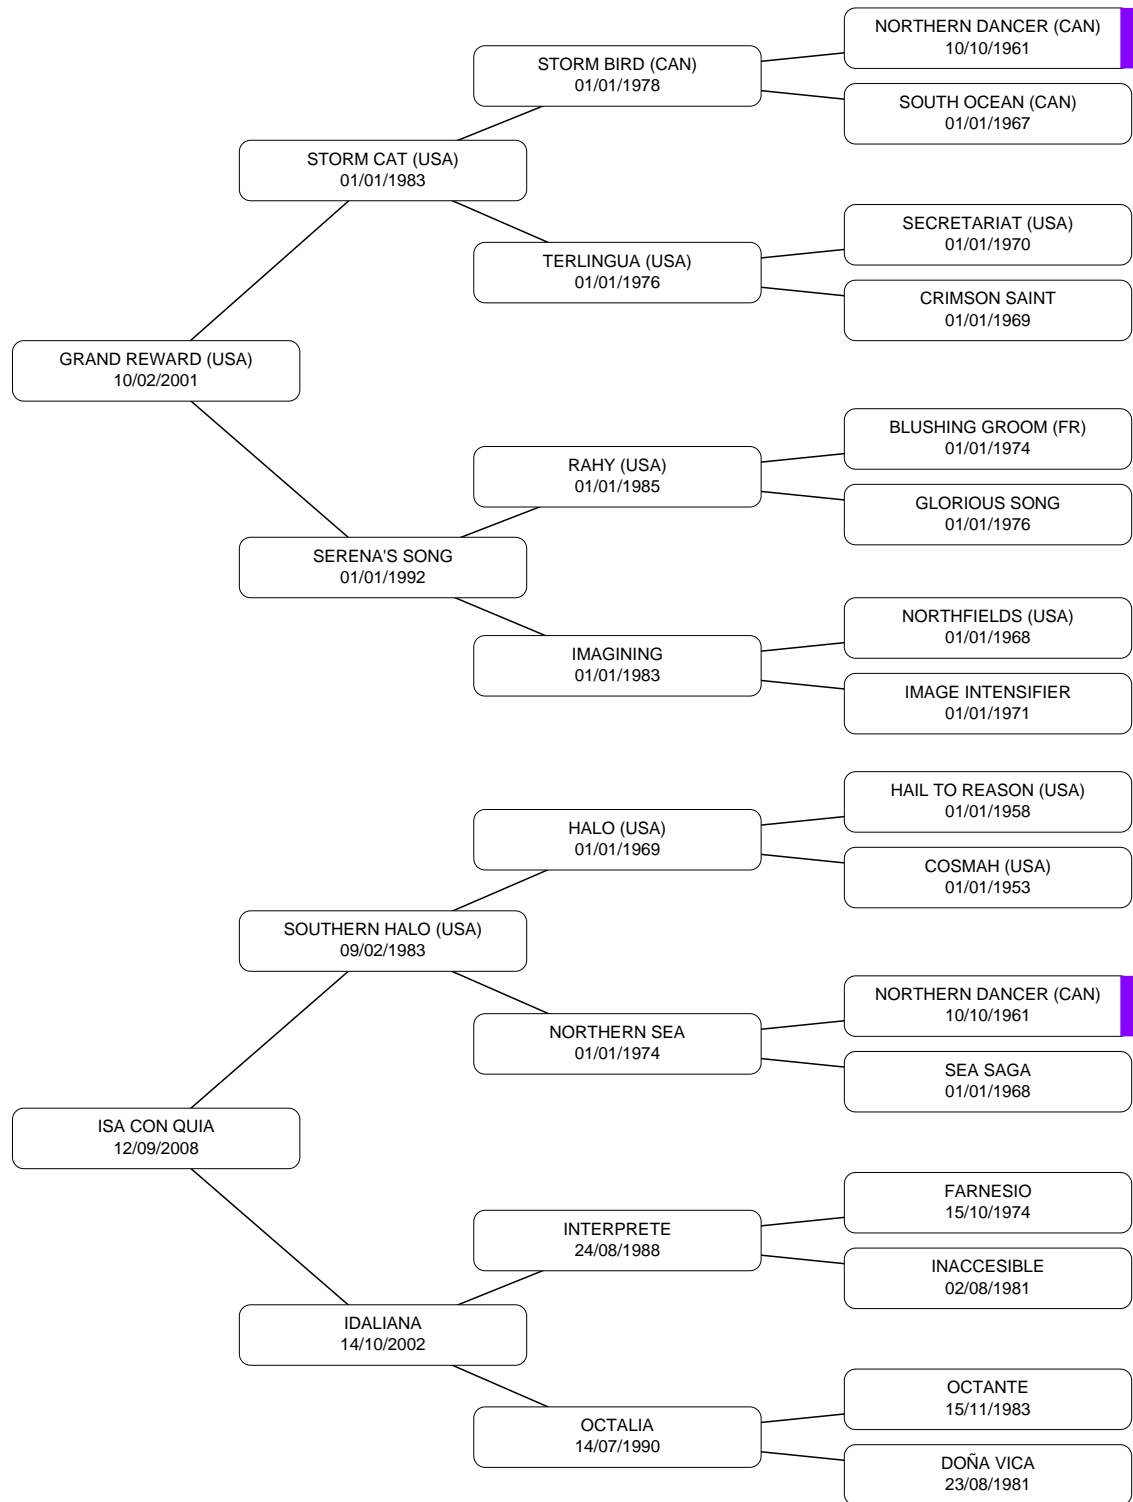 NORTHERN DANCER (CAN)
10/10/1961
STORM BIRD (CAN)
01/01/1978
SOUTH OCEAN (CAN)
01/01/1967
STORM CAT (USA)
01/01/1983
SECRETARIAT (USA)
01/01/1970
TERLINGUA (USA)
01/01/1976
CRIMSON SAINT
01/01/1969
GRAND REWARD (USA)
10/02/2001
BLUSHING GROOM (FR)
01/01/1974
RAHY (USA)
01/01/1985
GLORIOUS SONG
01/01/1976
SERENA'S SONG
01/01/1992
NORTHFIELDS (USA)
01/01/1968
IMAGINING
01/01/1983
IMAGE INTENSIFIER
01/01/1971
HAIL TO REASON (USA)
01/01/1958
HALO (USA)
01/01/1969
COSMAH (USA)
01/01/1953
SOUTHERN HALO (USA)
09/02/1983
NORTHERN DANCER (CAN)
10/10/1961
NORTHERN SEA
01/01/1974
SEA SAGA
01/01/1968
ISA CON QUIA
12/09/2008
FARNESIO
15/10/1974
INTERPRETE
24/08/1988
INACCESIBLE
02/08/1981
IDALIANA
14/10/2002
OCTANTE
15/11/1983
OCTALIA
14/07/1990
DOÑA VICA
23/08/1981